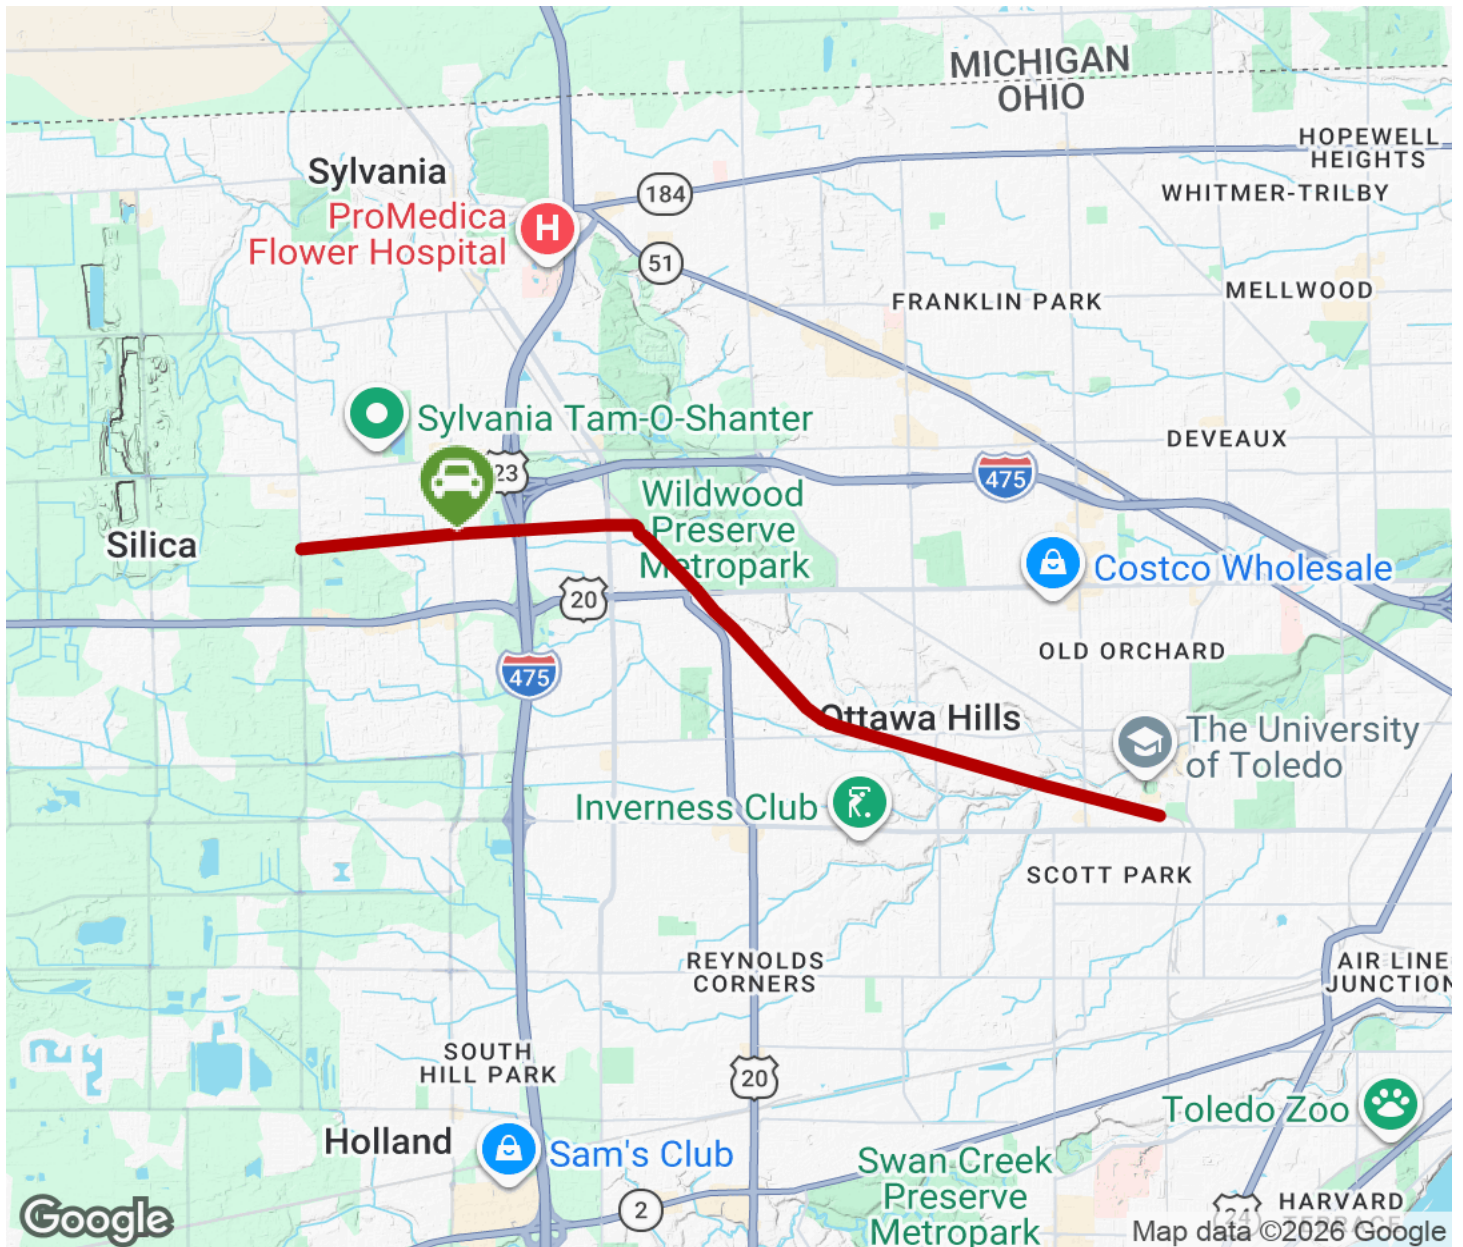 MICHIGAN
OHIO
HOPEWELL
HEIGHTS
Sylvania
184
WHITMER-TRILBY
ProMedica
Flower Hospital
H
51
FRANKLIN PARK
MELLWOOD
Sylvania Tam-O-Shanter
DEVEAUX
23
475
Wildwood
Preserve
Metropark
Silica
Costco Wholesale
20
OLD ORCHARD
475
Ottawa Hills
The University
of Toledo
Inverness Club
SCOTT PARK
REYNOLDS
CORNERS
AIR LINE
JUNCTION
SOUTH
HILL PARK
20
Toledo Zoo
Holland
Sam's Club
Swan Creek
Preserve
Metropark
2
24
HARVARD
TERRACE
Google
Map data ©2026 Google